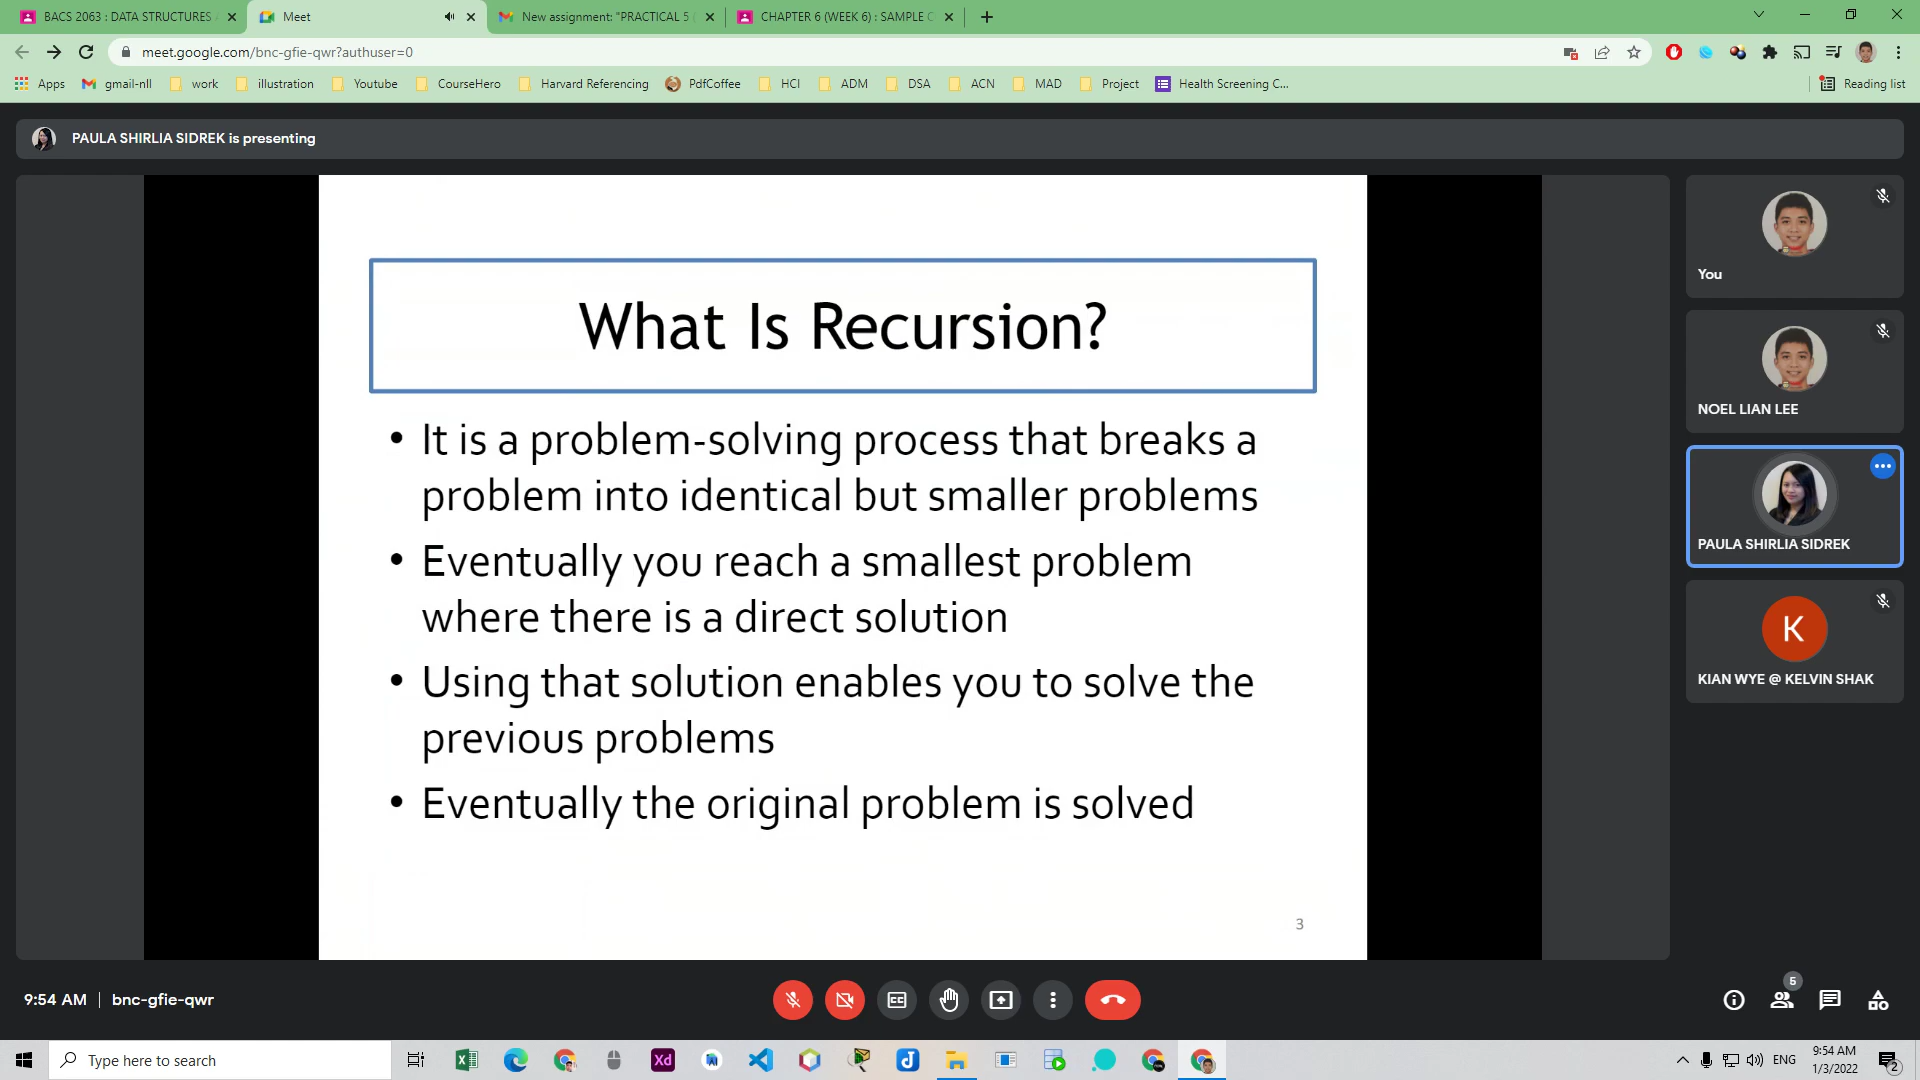 BACS 2063 : DATA STRUCTURES
Meet
New assignment: "PRACTICAL 5 (
CHAPTER 6 (WEEK 6) : SAMPLE C
meet.google.com/bnc-gfie-qwr?authuser=0
Apps
gmail-nll
work
illustration
Youtube
CourseHero
Harvard Referencing
PdfCoffee
HCI
ADM
DSA
ACN
MAD
Project
Health Screening C...
Reading list
PAULA SHIRLIA SIDREK is presenting
What Is Recursion?
• It is a problem-solving process that breaks a
problem into identical but smaller problems
• Eventually you reach a smallest problem
where there is a direct solution
• Using that solution enables you to solve the
previous problems
• Eventually the original problem is solved
3
You
NOEL LIAN LEE
PAULA SHIRLIA SIDREK
K
KIAN WYE @ KELVIN SHAK
9:54 AM | bnc-gfie-qwr
5
Type here to search
Xd
ENG
9:54 AM
1/3/2022
2